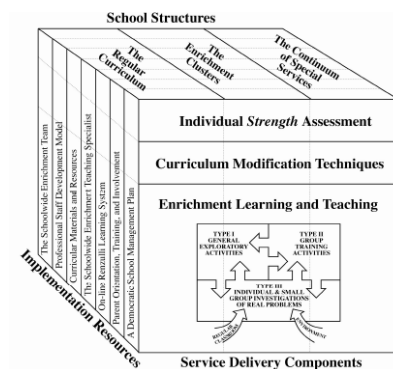 School Structures
The
Regular
Curriculum
The
Enrichment
Clusters
The Continuum
of Special
Services
Individual Strength Assessment
Curriculum Modification Techniques
Enrichment Learning and Teaching
TYPE I
GENERAL
EXPLORATORY
ACTIVITIES
TYPE II
GROUP
TRAINING
ACTIVITIES
TYPE III
INDIVIDUAL & SMALL
GROUP INVESTIGATIONS
OF REAL PROBLEMS
REGULAR
CLASSROOM
ENVIRONMENT
Service Delivery Components
The Schoolwide Enrichment Team
Professional Staff Development Model
Curricular Materials and Resources
The Schoolwide Enrichment Teaching Specialist
On-line Renzulli Learning System
Parent Orientation, Training, and Involvement
A Democratic School Management Plan
Implementation Resources